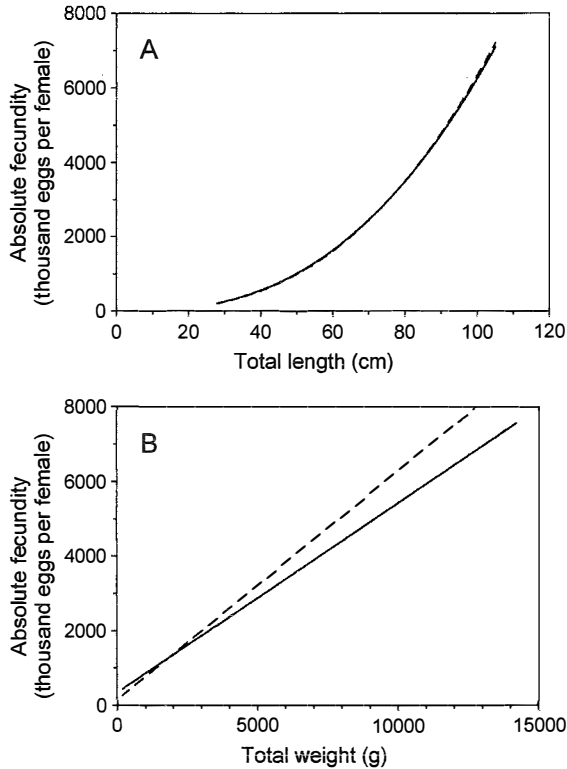 A
Absolute fecundity
(thousand eggs per female)
8000
6000
4000
2000
0
0 20 40 60 80 100 120
Total length (cm)
B
Absolute fecundity
(thousand eggs per female)
8000
6000
4000
2000
0
0 5000 10000 15000
Total weight (g)